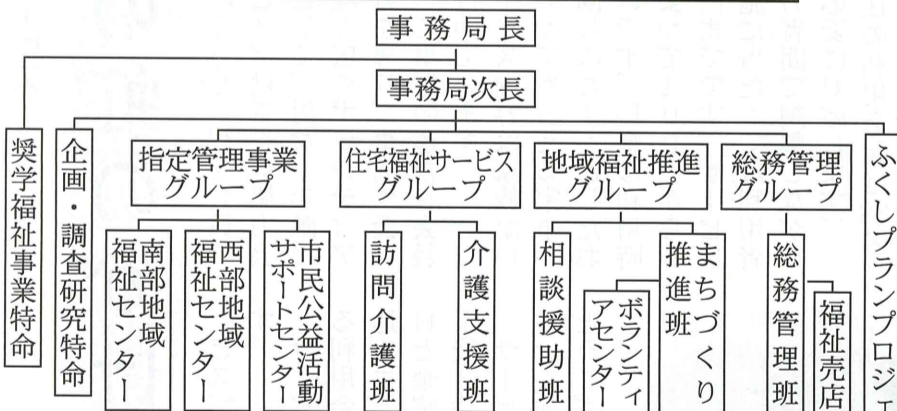 事務局長
事務局次長
奨学福祉事業特命
企画・調査研究特命
指定管理事業
グループ
住宅福祉サービス
グループ
地域福祉推進
グループ
総務管理
グループ
ふくしプランプロジェ
南部地域
福祉センター
西部地域
福祉センター
市民公益活動
サポートセンター
訪問介護班
介護支援班
相談援助班
まちづくり
推進班
ボランティ
アセンター
総務管理班
福祉売店